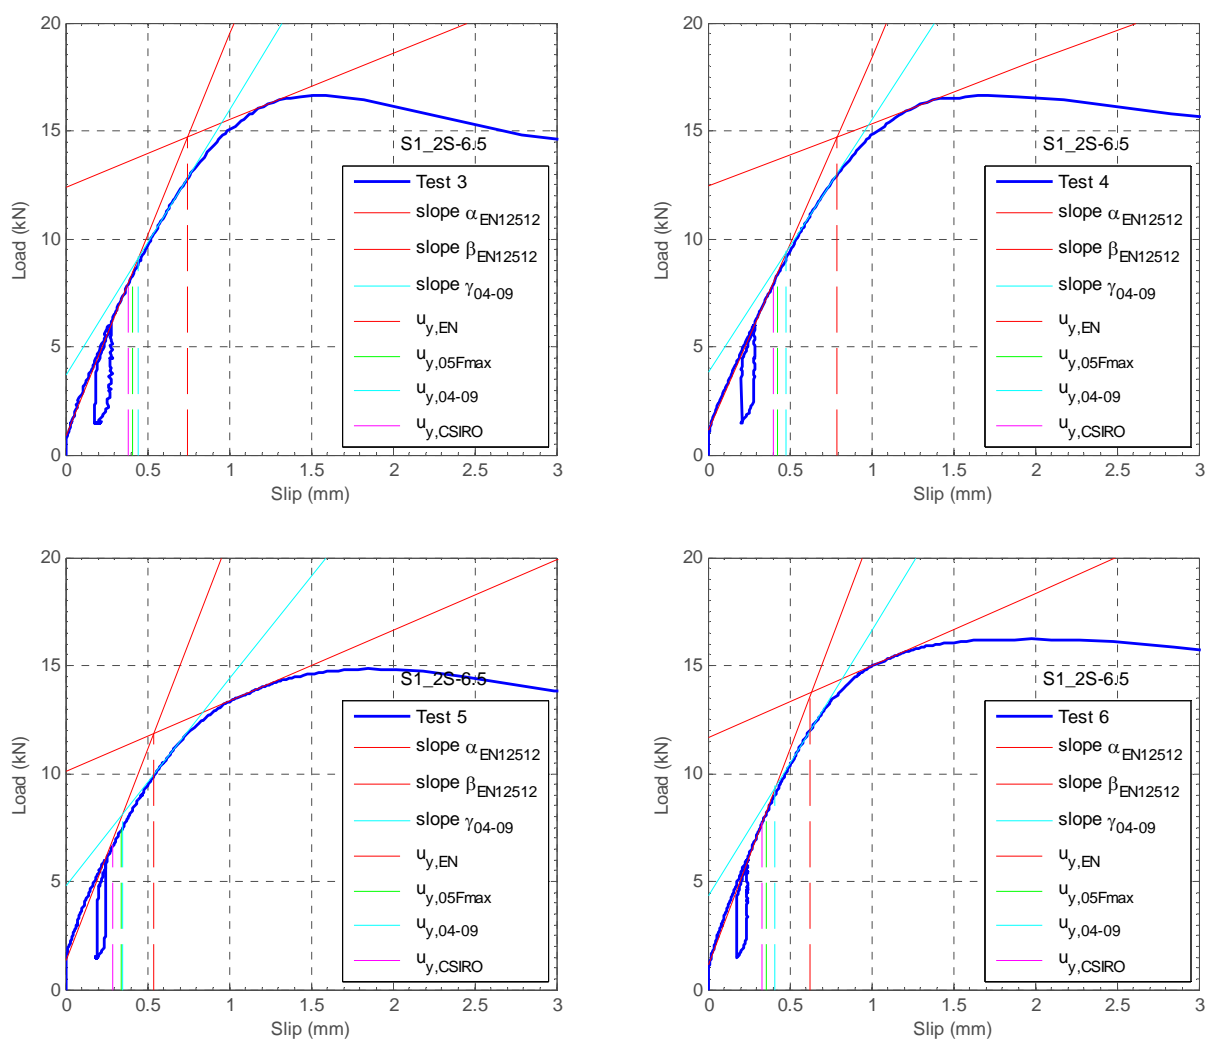 20
15
10
5
0
Load (kN)
S1_2S-6.5
Test 3
slope αEN12512
slope βEN12512
slope γ04-09
uy,EN
uy,05Fmax
uy,04-09
uy,CSIRO
0 0.5 1 1.5 2 2.5 3
Slip (mm)
20
15
10
5
0
Load (kN)
S1_2S-6.5
Test 4
slope αEN12512
slope βEN12512
slope γ04-09
uy,EN
uy,05Fmax
uy,04-09
uy,CSIRO
0 0.5 1 1.5 2 2.5 3
Slip (mm)
20
15
10
5
0
Load (kN)
S1_2S-6.5
Test 5
slope αEN12512
slope βEN12512
slope γ04-09
uy,EN
uy,05Fmax
uy,04-09
uy,CSIRO
0 0.5 1 1.5 2 2.5 3
Slip (mm)
20
15
10
5
0
Load (kN)
S1_2S-6.5
Test 6
slope αEN12512
slope βEN12512
slope γ04-09
uy,EN
uy,05Fmax
uy,04-09
uy,CSIRO
0 0.5 1 1.5 2 2.5 3
Slip (mm)